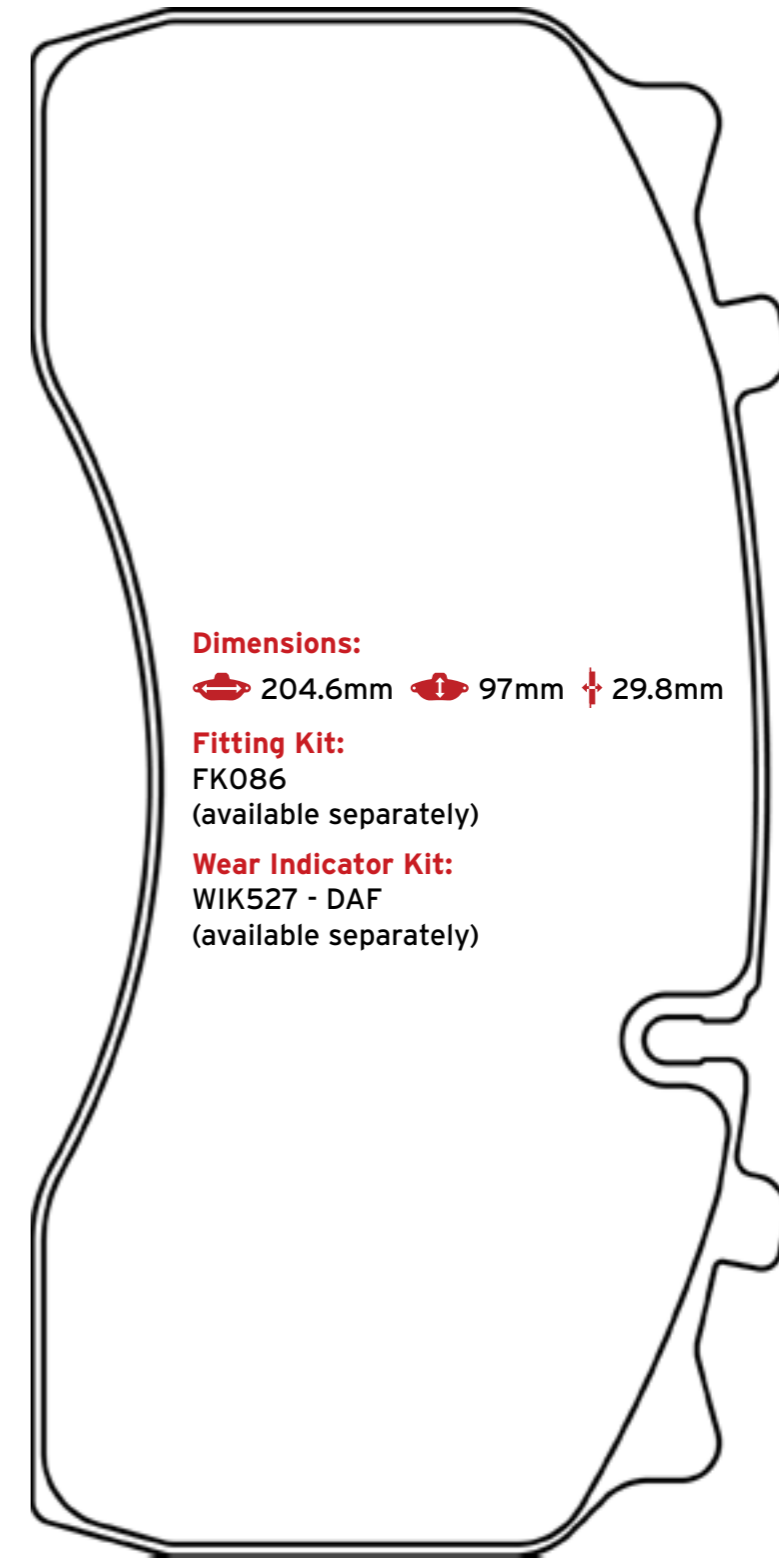 Dimensions:
204.6mm 97mm 29.8mm
Fitting Kit:
FK086
(available separately)
Wear Indicator Kit:
WIK527 - DAF
(available separately)